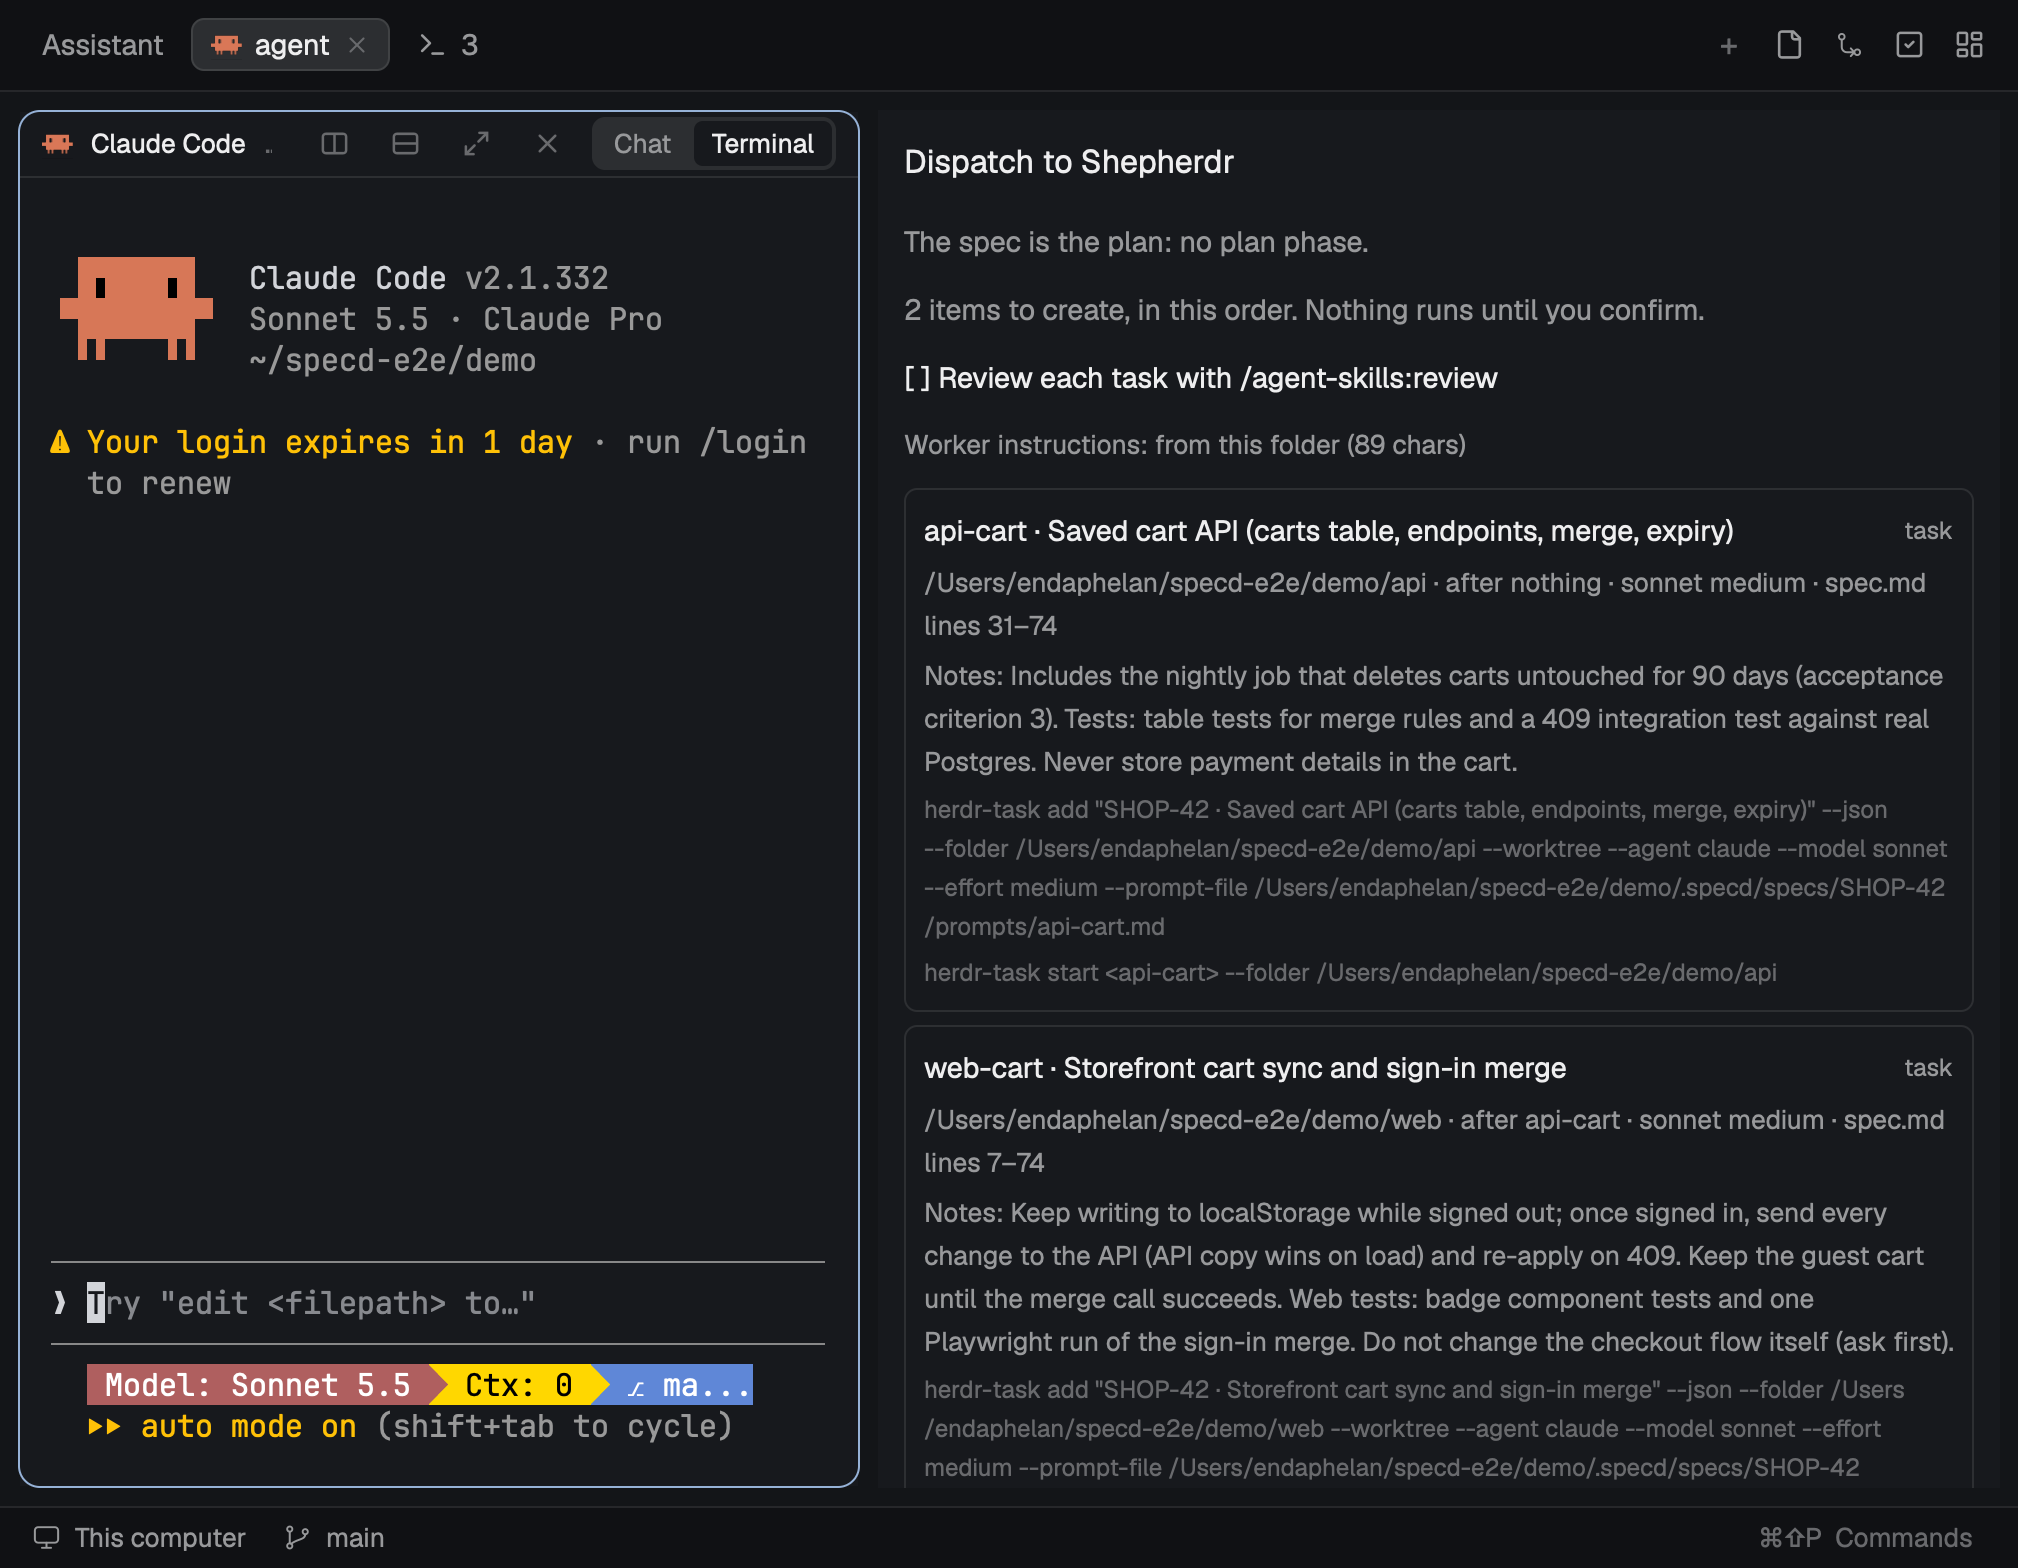 Assistant
agent
3
Claude Code ..
Chat
Terminal
Claude Code v2.1.332
Sonnet 5.5 · Claude Pro
~/specd-e2e/demo
Your login expires in 1 day · run /login
to renew
❯ Try "edit <filepath> to…"
Model: Sonnet 5.5 Ctx: 0 ma...
auto mode on (shift+tab to cycle)
Dispatch to Shepherdr
The spec is the plan: no plan phase.
2 items to create, in this order. Nothing runs until you confirm.
[ ] Review each task with /agent-skills:review
Worker instructions: from this folder (89 chars)
api-cart · Saved cart API (carts table, endpoints, merge, expiry)
task
/Users/endaphelan/specd-e2e/demo/api · after nothing · sonnet medium · spec.md
lines 31–74
Notes: Includes the nightly job that deletes carts untouched for 90 days (acceptance
criterion 3). Tests: table tests for merge rules and a 409 integration test against real
Postgres. Never store payment details in the cart.
herdr-task add "SHOP-42 · Saved cart API (carts table, endpoints, merge, expiry)" --json
--folder /Users/endaphelan/specd-e2e/demo/api --worktree --agent claude --model sonnet
--effort medium --prompt-file /Users/endaphelan/specd-e2e/demo/.specd/specs/SHOP-42
/prompts/api-cart.md
herdr-task start <api-cart> --folder /Users/endaphelan/specd-e2e/demo/api
web-cart · Storefront cart sync and sign-in merge
task
/Users/endaphelan/specd-e2e/demo/web · after api-cart · sonnet medium · spec.md
lines 7–74
Notes: Keep writing to localStorage while signed out; once signed in, send every
change to the API (API copy wins on load) and re-apply on 409. Keep the guest cart
until the merge call succeeds. Web tests: badge component tests and one
Playwright run of the sign-in merge. Do not change the checkout flow itself (ask first).
herdr-task add "SHOP-42 · Storefront cart sync and sign-in merge" --json --folder /Users
/endaphelan/specd-e2e/demo/web --worktree --agent claude --model sonnet --effort
medium --prompt-file /Users/endaphelan/specd-e2e/demo/.specd/specs/SHOP-42
This computer
main
⌘⇧P Commands